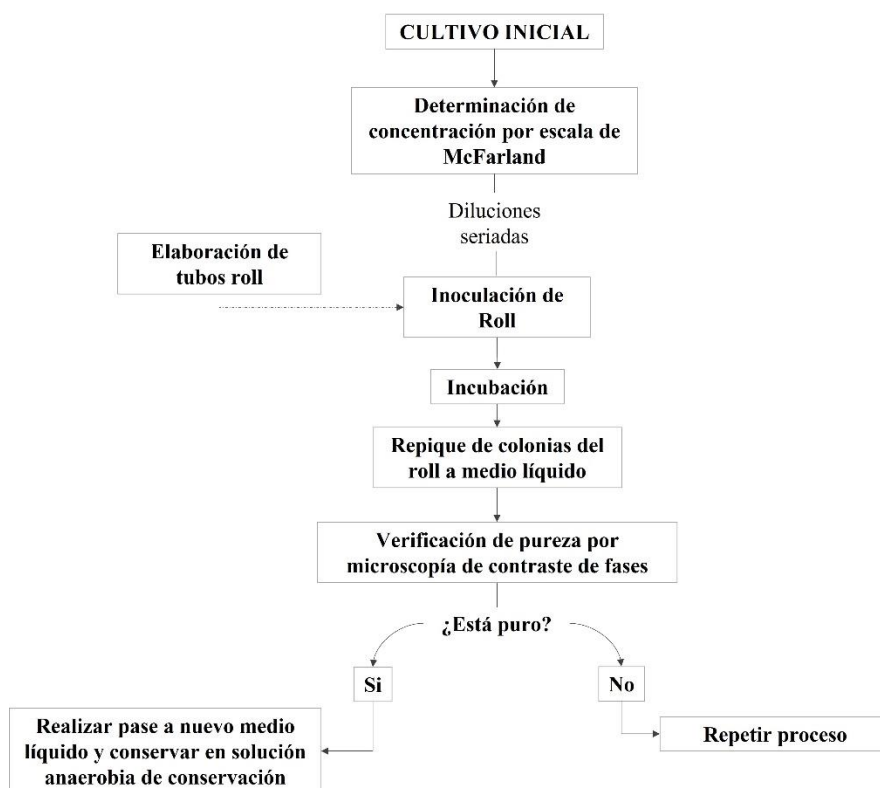 CULTIVO INICIAL
Determinación de
concentración por escala de
McFarland
Diluciones
seriadas
Elaboración de
tubos roll
Inoculación de
Roll
Incubación
Repique de colonias del
roll a medio líquido
Verificación de pureza por
microscopía de contraste de fases
¿Está puro?
Si
No
Realizar pase a nuevo medio
líquido y conservar en solución
anaerobia de conservación
Repetir proceso